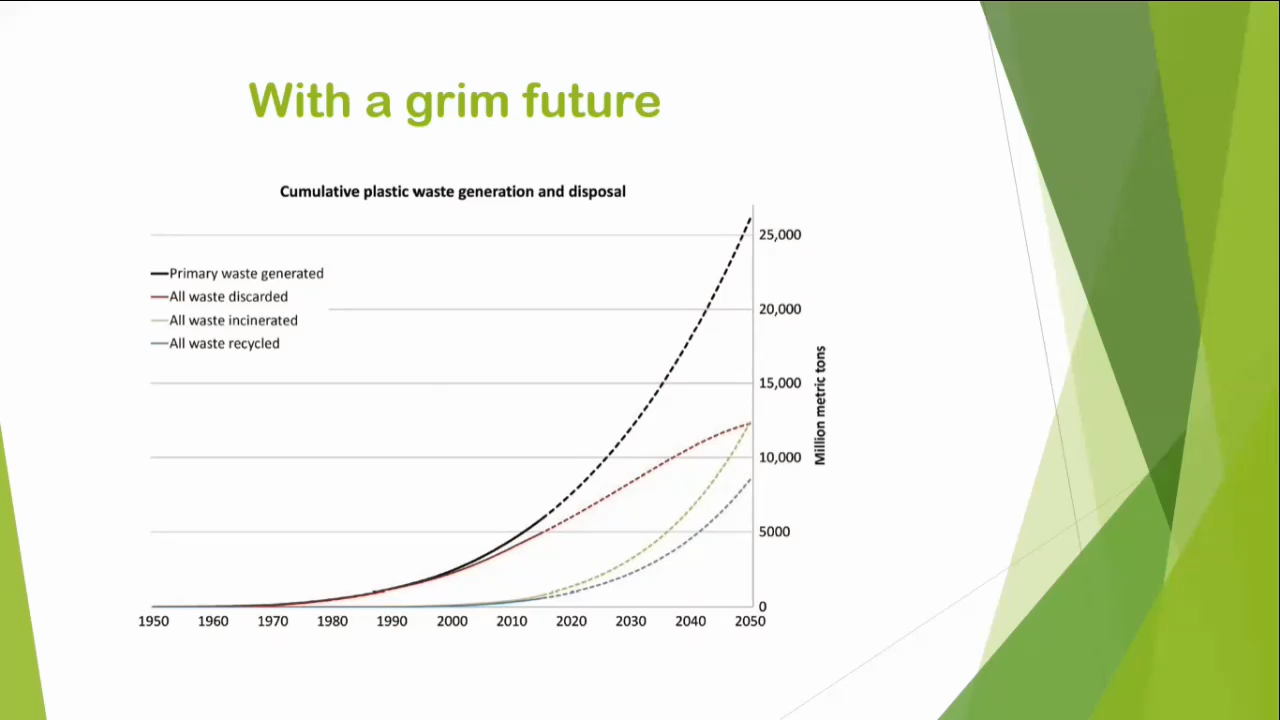 With a grim future
Cumulative plastic waste generation and disposal
25,000
Primary waste generated
All waste discarded
20,000
All waste incinerated
All waste recycled
15,000
Million metric tons
10,000
5000
0
1950 1960 1970 1980 1990 2000 2010 2020 2030 2040 2050